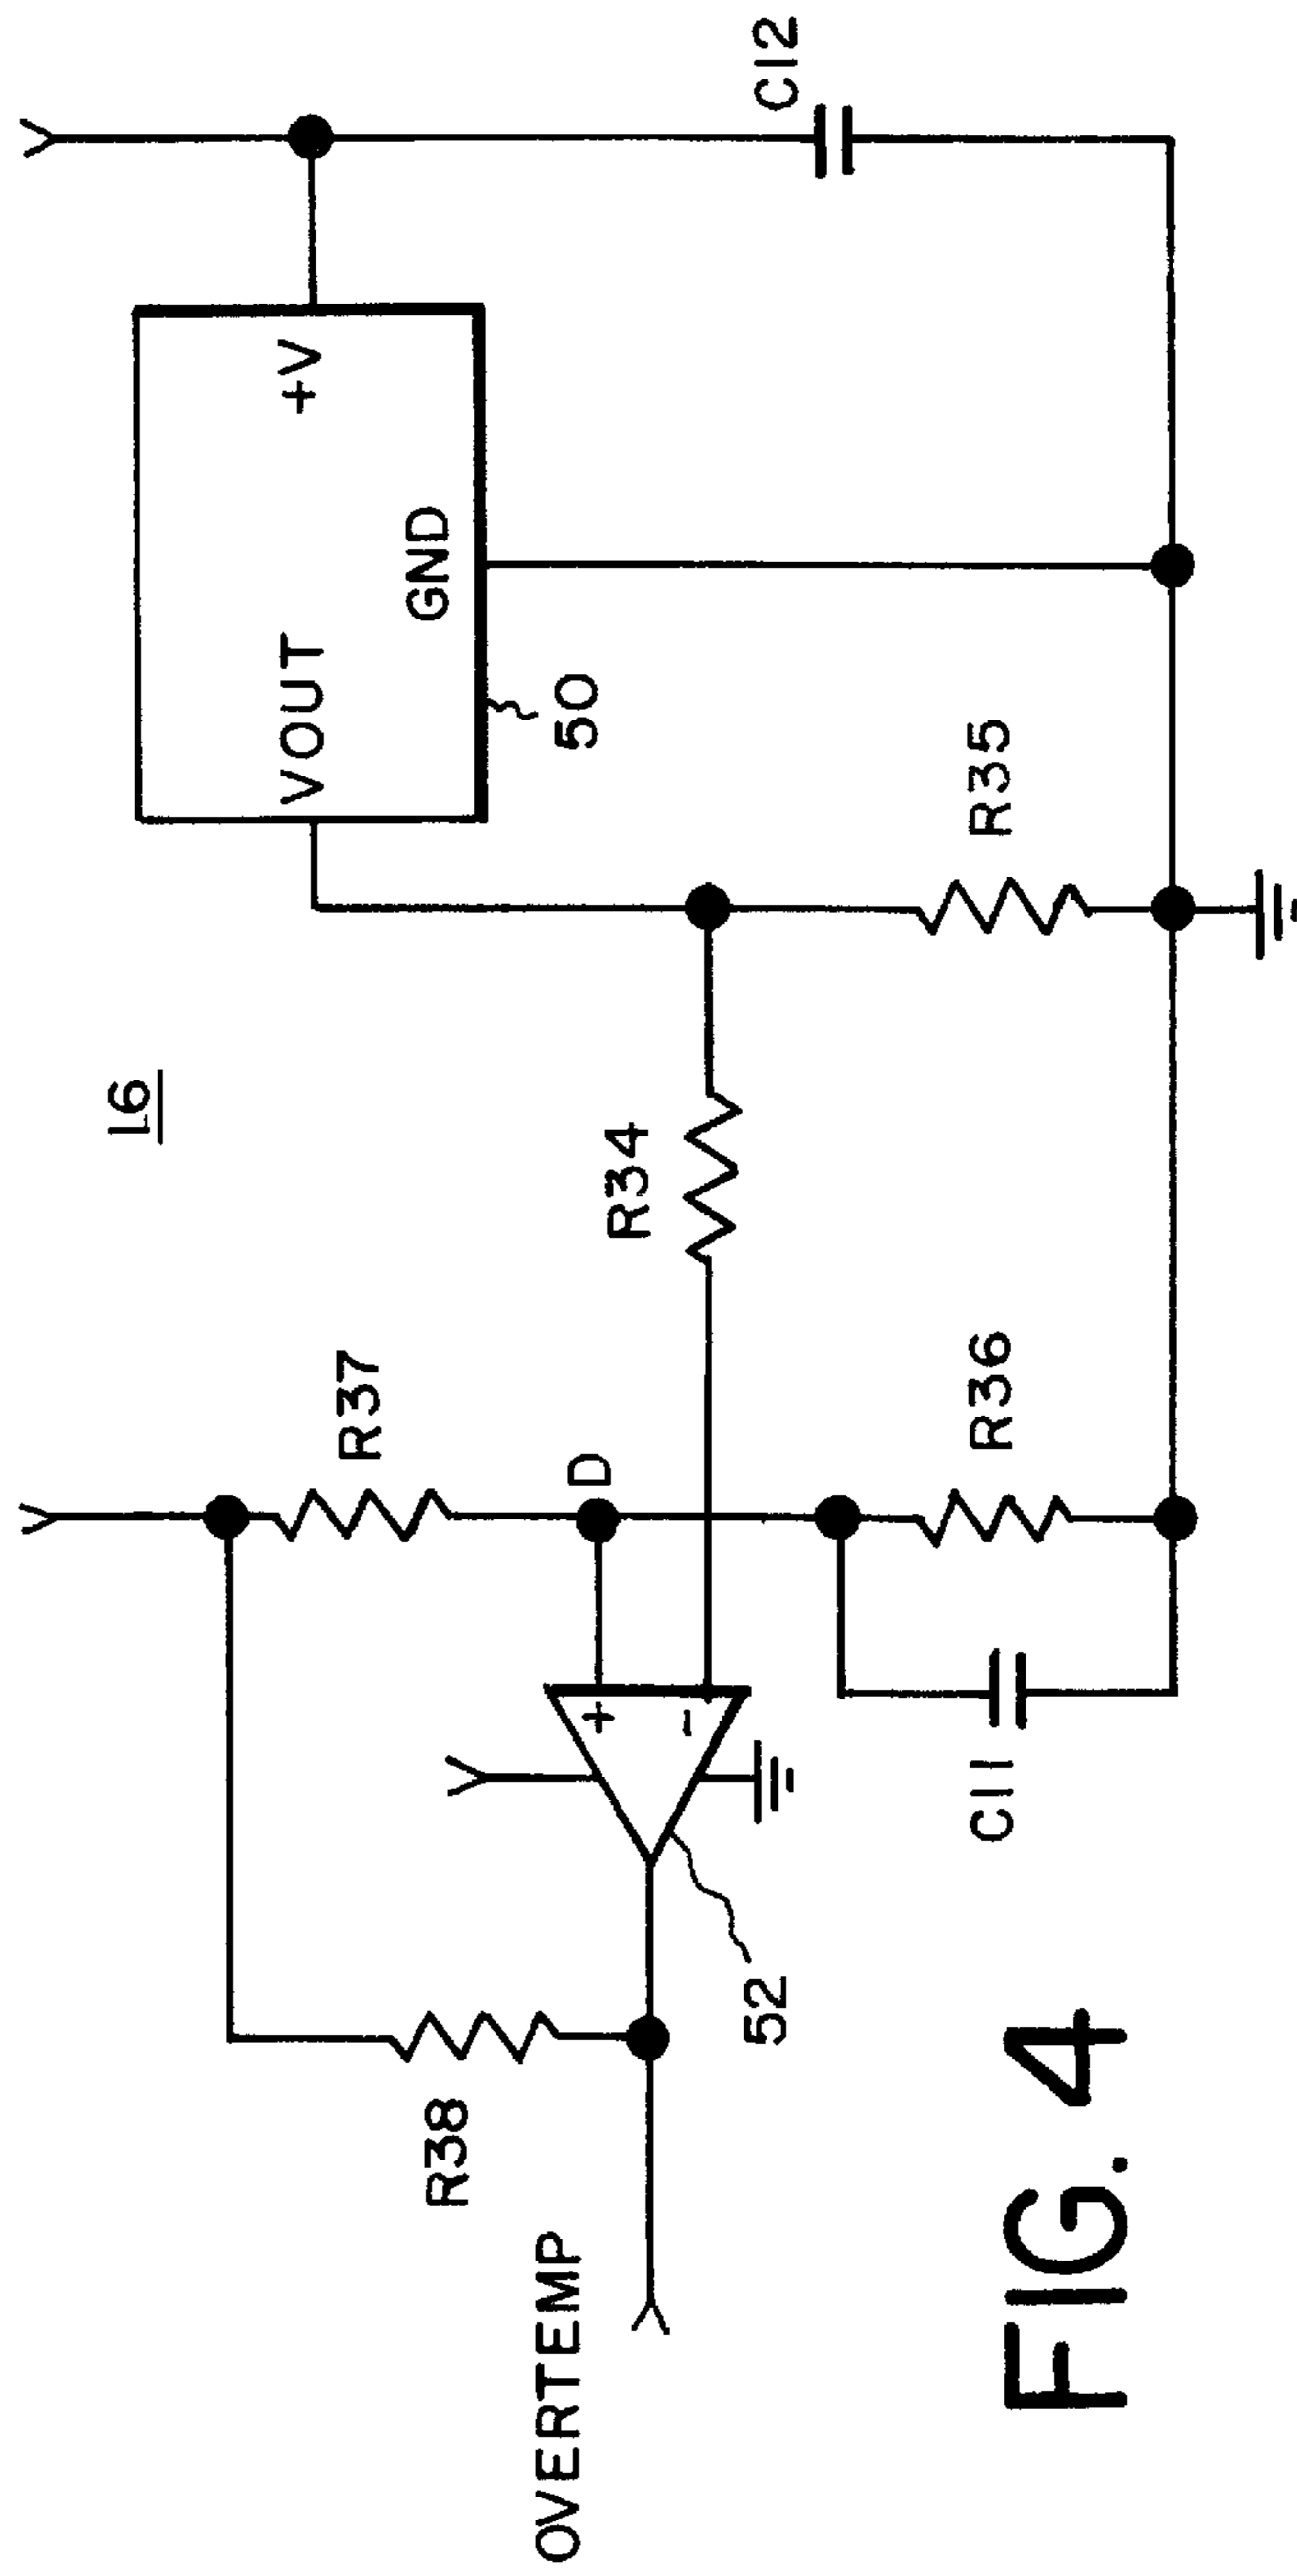 16
OVERTEMP
R38
R37
D
+
-
52
R34
VOUT
+V
GND
50
C11
R36
R35
C12
FIG. 4